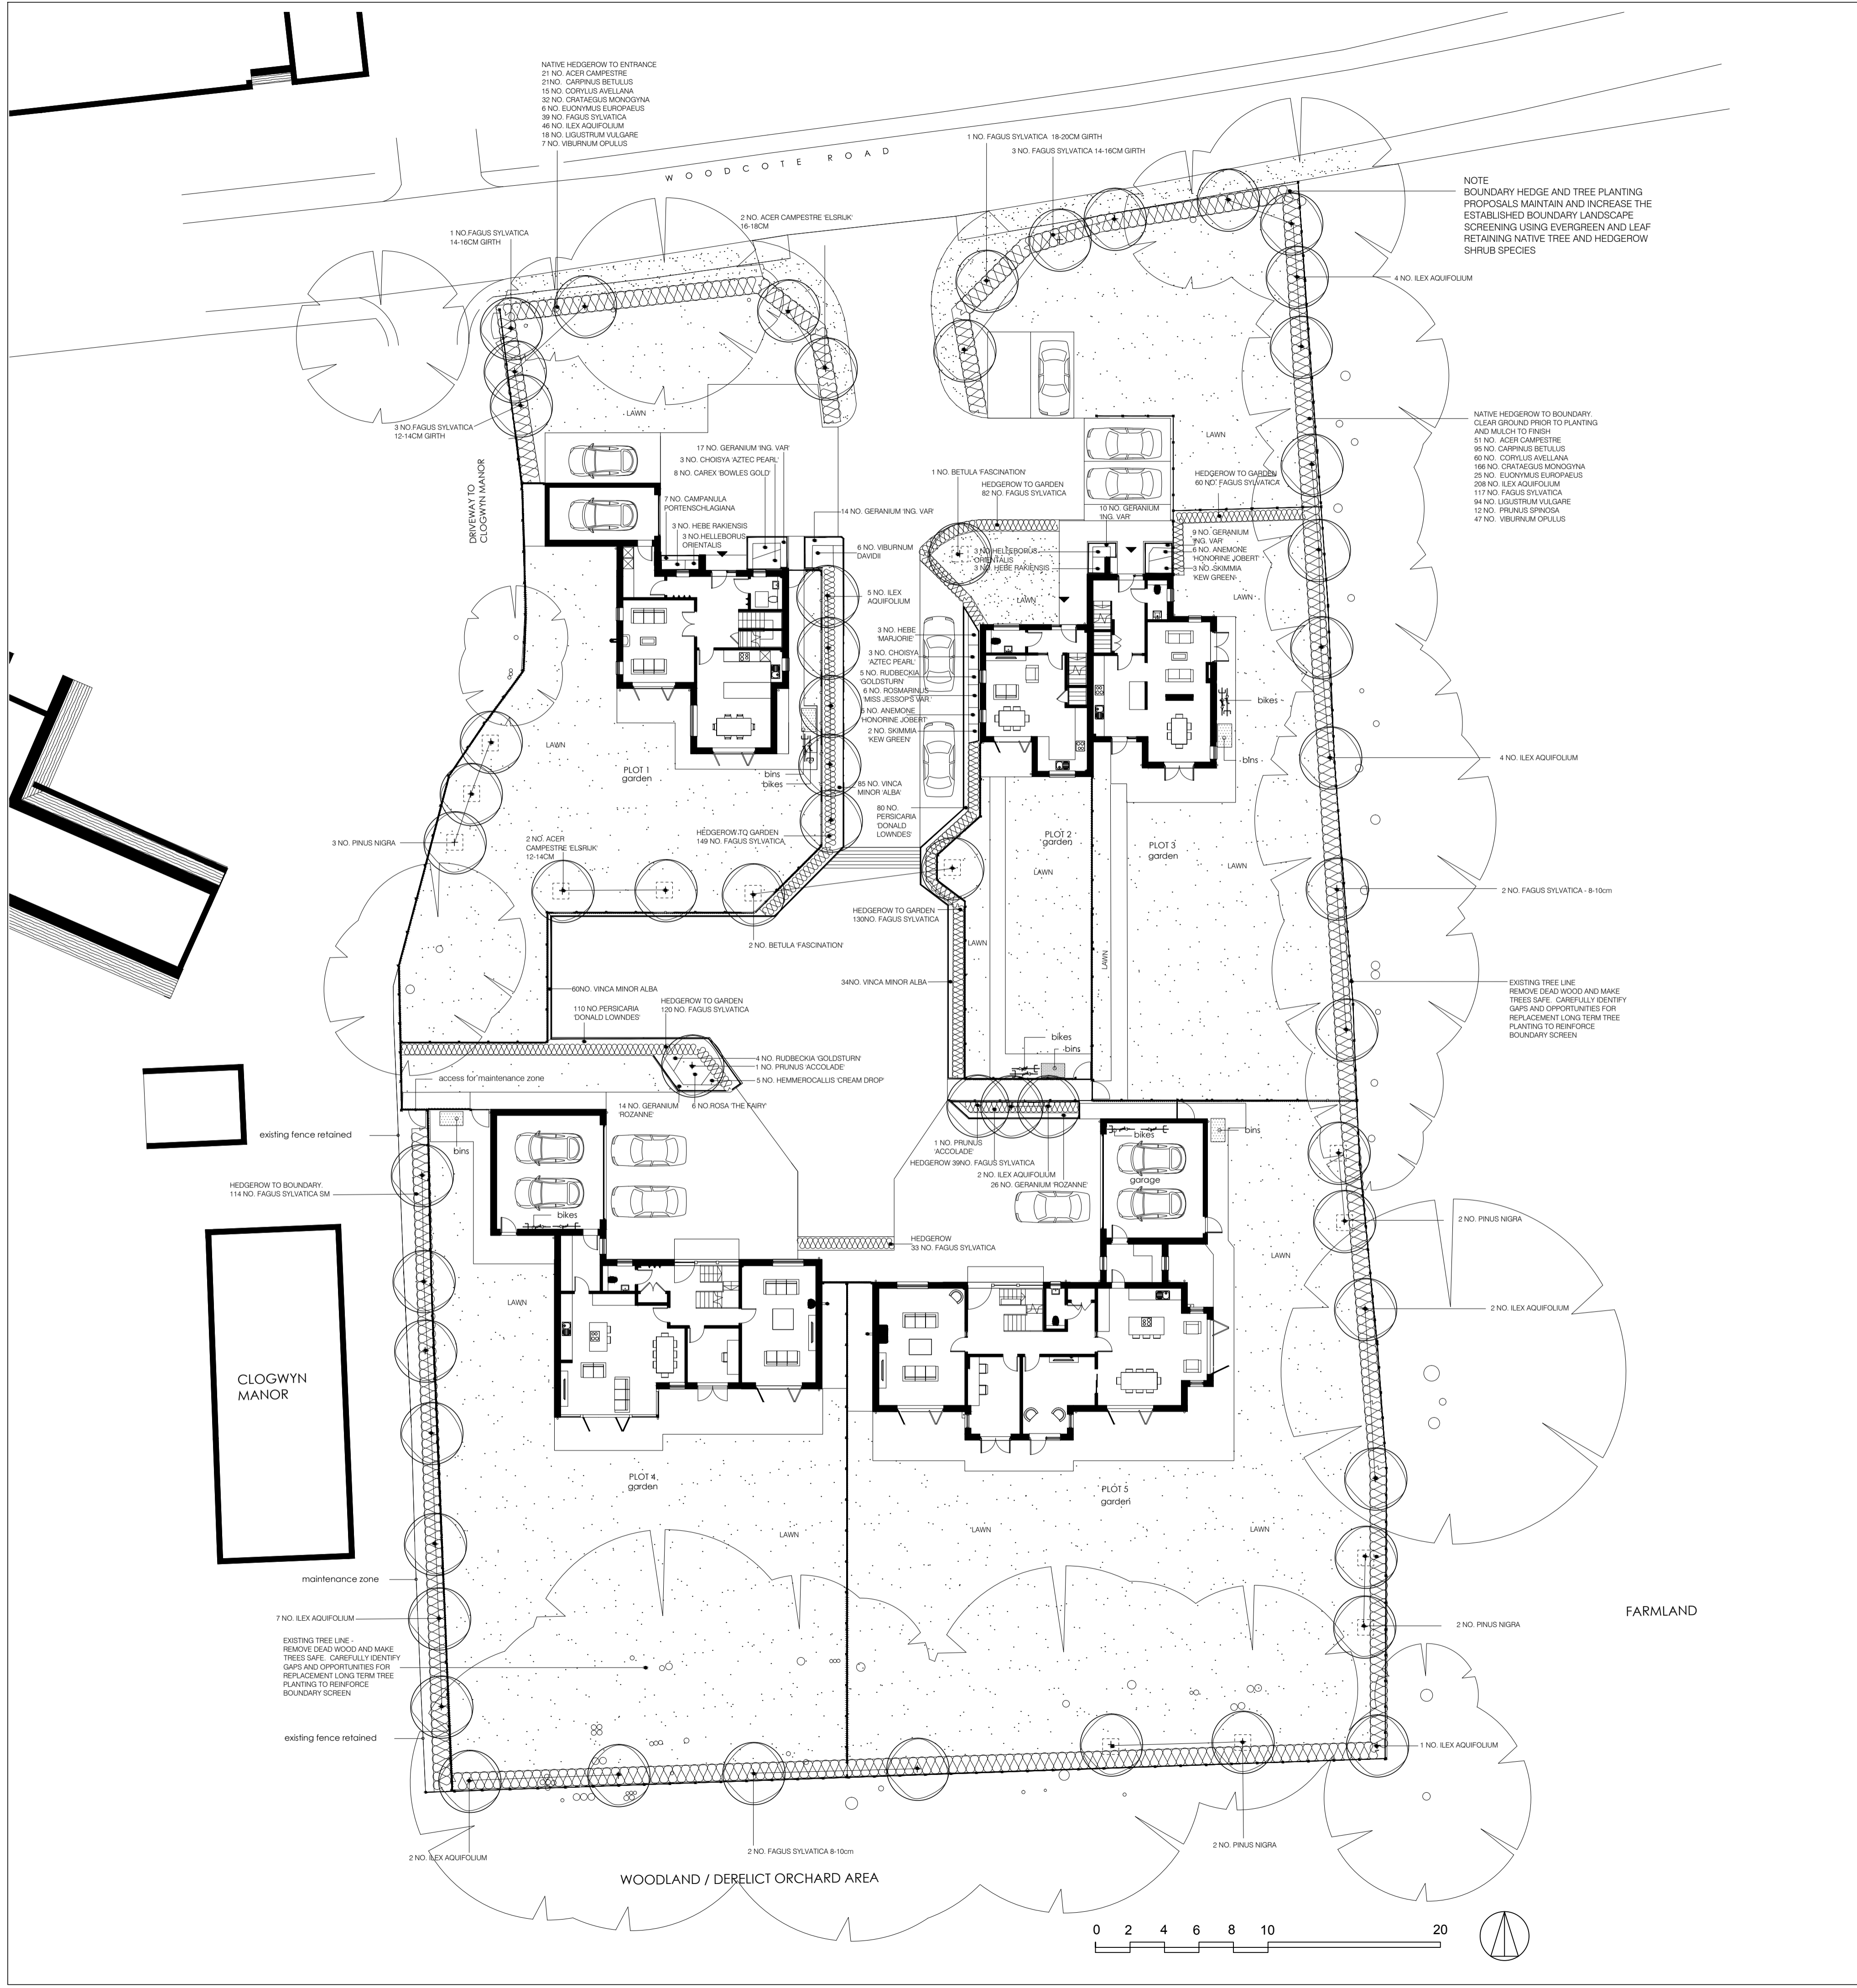 NATIVE HEDGEROW TO ENTRANCE
21 NO. ACER CAMPESTRE
21NO. CARPINUS BETULUS
15 NO. CORYLUS AVELLANA
32 NO. CRATAEGUS MONOGYNA
6 NO. EUONYMUS EUROPAEUS
39 NO. FAGUS SYLVATICA
46 NO. ILEX AQUIFOLIUM
18 NO. LIGUSTRUM VULGARE
7 NO. VIBURNUM OPULUS
WOODCOTE ROAD
1 NO. FAGUS SYLVATICA 18-20CM GIRTH
3 NO. FAGUS SYLVATICA 14-16CM GIRTH
NOTE
BOUNDARY HEDGE AND TREE PLANTING
PROPOSALS MAINTAIN AND INCREASE THE
ESTABLISHED BOUNDARY LANDSCAPE
SCREENING USING EVERGREEN AND LEAF
RETAINING NATIVE TREE AND HEDGEROW
SHRUB SPECIES
2 NO. ACER CAMPESTRE 'ELSRIJK'
16-18CM
1 NO.FAGUS SYLVATICA
14-16CM GIRTH
4 NO. ILEX AQUIFOLIUM
3 NO.FAGUS SYLVATICA
12-14CM GIRTH
LAWN
DRIVEWAY TO
CLOGWYN MANOR
17 NO. GERANIUM 'ING. VAR'
3 NO. CHOISYA 'AZTEC PEARL'
8 NO. CAREX 'BOWLES GOLD'
7 NO. CAMPANULA
PORTENSCHLAGIANA
3 NO. HEBE RAKIENSIS
3 NO.HELLEBORUS
ORIENTALIS
14 NO. GERANIUM 'ING. VAR'
6 NO. VIBURNUM
DAVIDII
5 NO. ILEX
AQUIFOLIUM
1 NO. BETULA 'FASCINATION'
HEDGEROW TO GARDEN
82 NO. FAGUS SYLVATICA
LAWN
HEDGEROW TO GARDEN
60 NO. FAGUS SYLVATICA
10 NO. GERANIUM
'ING. VAR'
NATIVE HEDGEROW TO BOUNDARY.
CLEAR GROUND PRIOR TO PLANTING
AND MULCH TO FINISH
51 NO. ACER CAMPESTRE
95 NO. CARPINUS BETULUS
60 NO. CORYLUS AVELLANA
166 NO. CRATAEGUS MONOGYNA
25 NO. EUONYMUS EUROPAEUS
208 NO. ILEX AQUIFOLIUM
117 NO. FAGUS SYLVATICA
94 NO. LIGUSTRUM VULGARE
12 NO. PRUNUS SPINOSA
47 NO. VIBURNUM OPULUS
3 NO.HELLEBORUS
ORIENTALIS
3 NO. HEBE RAKIENSIS
9 NO. GERANIUM
'ING. VAR'
6 NO. ANEMONE
'HONORINE JOBERT'
3 NO.SKIMMIA
'KEW GREEN'
LAWN
LAWN
3 NO. HEBE
'MARJORIE'
3 NO. CHOISYA
'AZTEC PEARL'
5 NO. RUDBECKIA
'GOLDSTURN'
6 NO. ROSMARINUS
'MISS JESSOP'S VAR.'
5 NO. ANEMONE
'HONORINE JOBERT'
2 NO. SKIMMIA
'KEW GREEN'
bikes
bins
LAWN
PLOT 1
garden
bins
bikes
85 NO. VINCA
MINOR 'ALBA'
80 NO.
PERSICARIA
'DONALD
LOWNDES'
4 NO. ILEX AQUIFOLIUM
3 NO. PINUS NIGRA
2 NO. ACER
CAMPESTRE 'ELSRIJK'
12-14CM
HEDGEROW TO GARDEN
149 NO. FAGUS SYLVATICA
PLOT 2
garden
PLOT 3
garden
LAWN
LAWN
2 NO. FAGUS SYLVATICA - 8-10cm
HEDGEROW TO GARDEN
130NO. FAGUS SYLVATICA
2 NO. BETULA 'FASCINATION'
LAWN
LAWN
34NO. VINCA MINOR ALBA
60NO. VINCA MINOR ALBA
110 NO.PERSICARIA
'DONALD LOWNDES'
HEDGEROW TO GARDEN
120 NO. FAGUS SYLVATICA
EXISTING TREE LINE
REMOVE DEAD WOOD AND MAKE
TREES SAFE. CAREFULLY IDENTIFY
GAPS AND OPPORTUNITIES FOR
REPLACEMENT LONG TERM TREE
PLANTING TO REINFORCE
BOUNDARY SCREEN
bikes
bins
4 NO. RUDBECKIA 'GOLDSTURN'
1 NO. PRUNUS 'ACCOLADE'
5 NO. HEMMEROCALLIS 'CREAM DROP'
access for maintenance zone
14 NO. GERANIUM
'ROZANNE'
6 NO.ROSA 'THE FAIRY'
existing fence retained
bins
1 NO. PRUNUS
'ACCOLADE'
HEDGEROW 39NO. FAGUS SYLVATICA
2 NO. ILEX AQUIFOLIUM
26 NO. GERANIUM 'ROZANNE'
bikes
bins
garage
HEDGEROW TO BOUNDARY.
114 NO. FAGUS SYLVATICA SM
bikes
2 NO. PINUS NIGRA
HEDGEROW
33 NO. FAGUS SYLVATICA
LAWN
LAWN
2 NO. ILEX AQUIFOLIUM
CLOGWYN
MANOR
PLOT 4
garden
PLOT 5
garden
LAWN
LAWN
LAWN
maintenance zone
7 NO. ILEX AQUIFOLIUM
FARMLAND
2 NO. PINUS NIGRA
EXISTING TREE LINE -
REMOVE DEAD WOOD AND MAKE
TREES SAFE. CAREFULLY IDENTIFY
GAPS AND OPPORTUNITIES FOR
REPLACEMENT LONG TERM TREE
PLANTING TO REINFORCE
BOUNDARY SCREEN
existing fence retained
1 NO. ILEX AQUIFOLIUM
2 NO. ILEX AQUIFOLIUM
2 NO. FAGUS SYLVATICA 8-10cm
2 NO. PINUS NIGRA
WOODLAND / DERELICT ORCHARD AREA
0 2 4 6 8 10 20